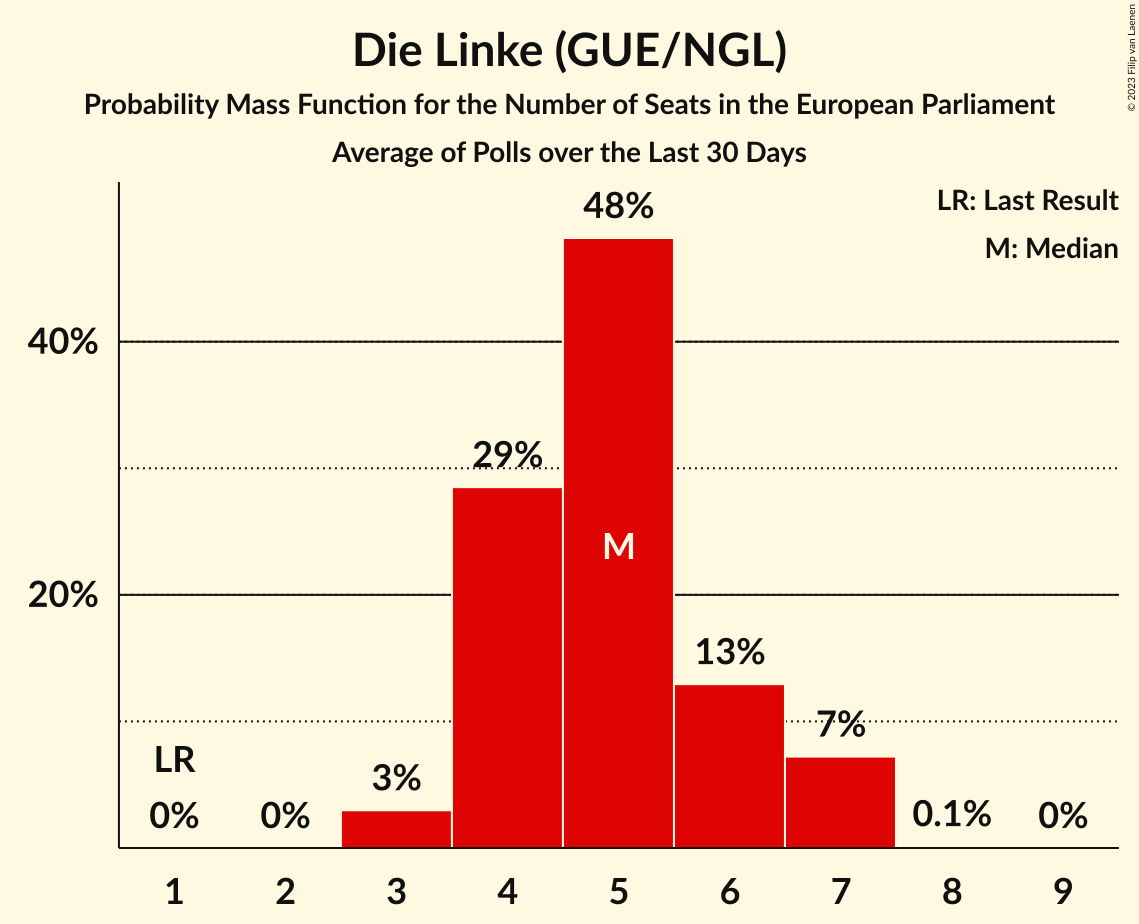 Die Linke (GUE/NGL)
Probability Mass Function for the Number of Seats in the European Parliament
Average of Polls over the Last 30 Days
© 2023 Filip van Laenen
LR: Last Result
M: Median
48%
40%
29%
M
20%
13%
7%
LR
3%
0%
0%
0.1%
0%
1 2 3 4 5 6 7 8 9